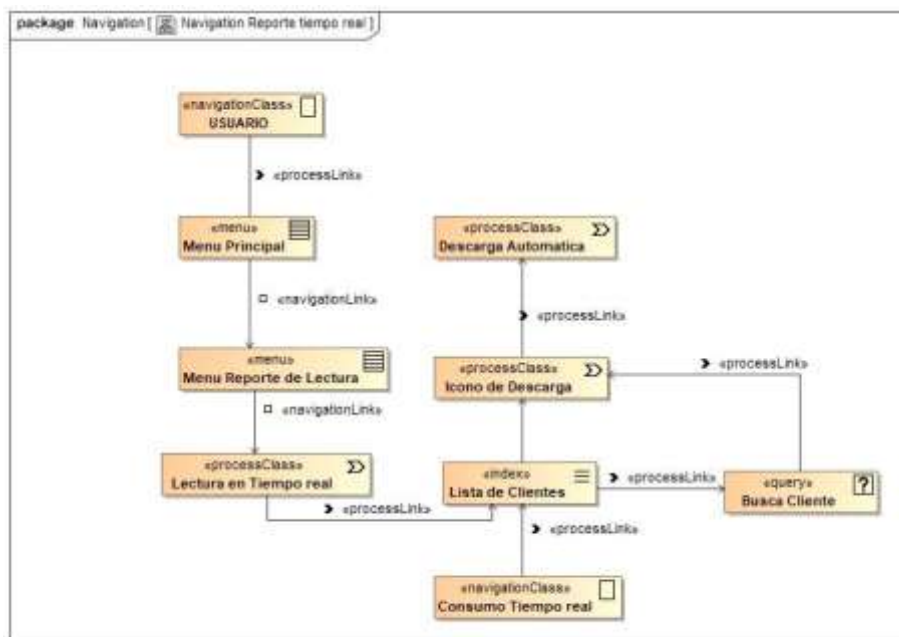 package Navigation [ Navigation Reporte tiempo real ]
«navigationClass»
USUARIO
«processLink»
«menu»
Menu Principal
«processClass»
Descarga Automatica
«navigationLink»
«processLink»
«menu»
Menu Reporte de Lectura
«processClass»
Icono de Descarga
«processLink»
«navigationLink»
«processClass»
Lectura en Tiempo real
«index»
Lista de Clientes
«processLink»
«query»
Busca Cliente
?
«processLink»
«processLink»
«navigationClass»
Consumo Tiempo real